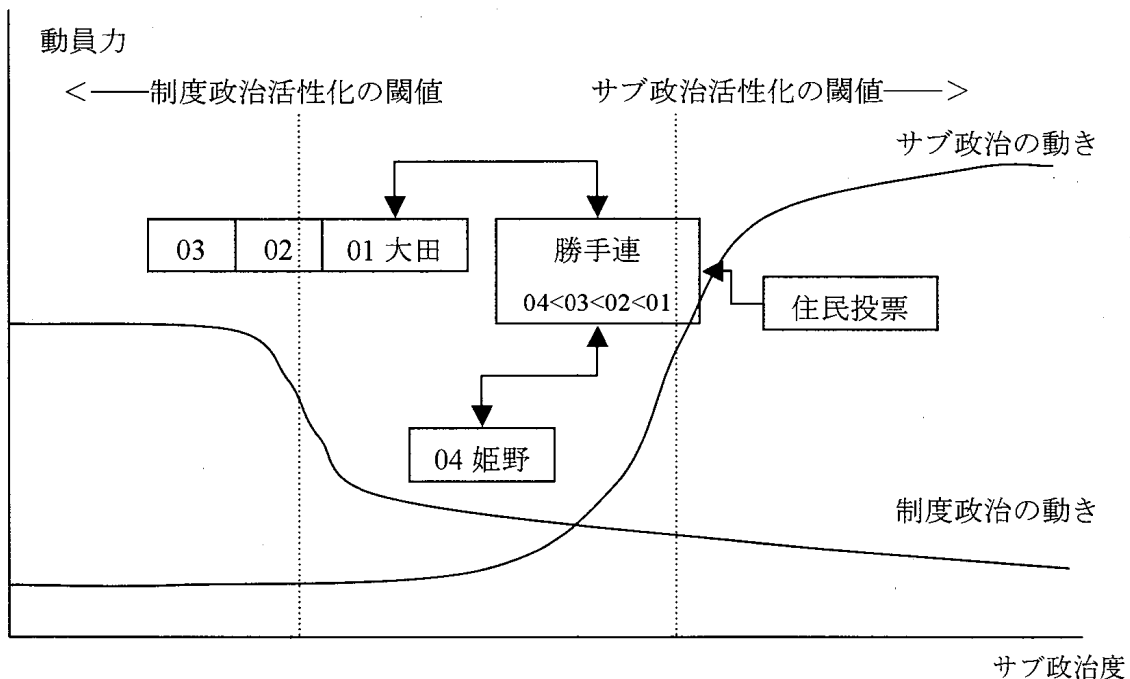 動員力
<——制度政治活性化の閾値
サブ政治活性化の閾値——>
サブ政治の動き
03
02
01 大田
勝手連
04<03<02<01
住民投票
04 姫野
制度政治の動き
サブ政治度